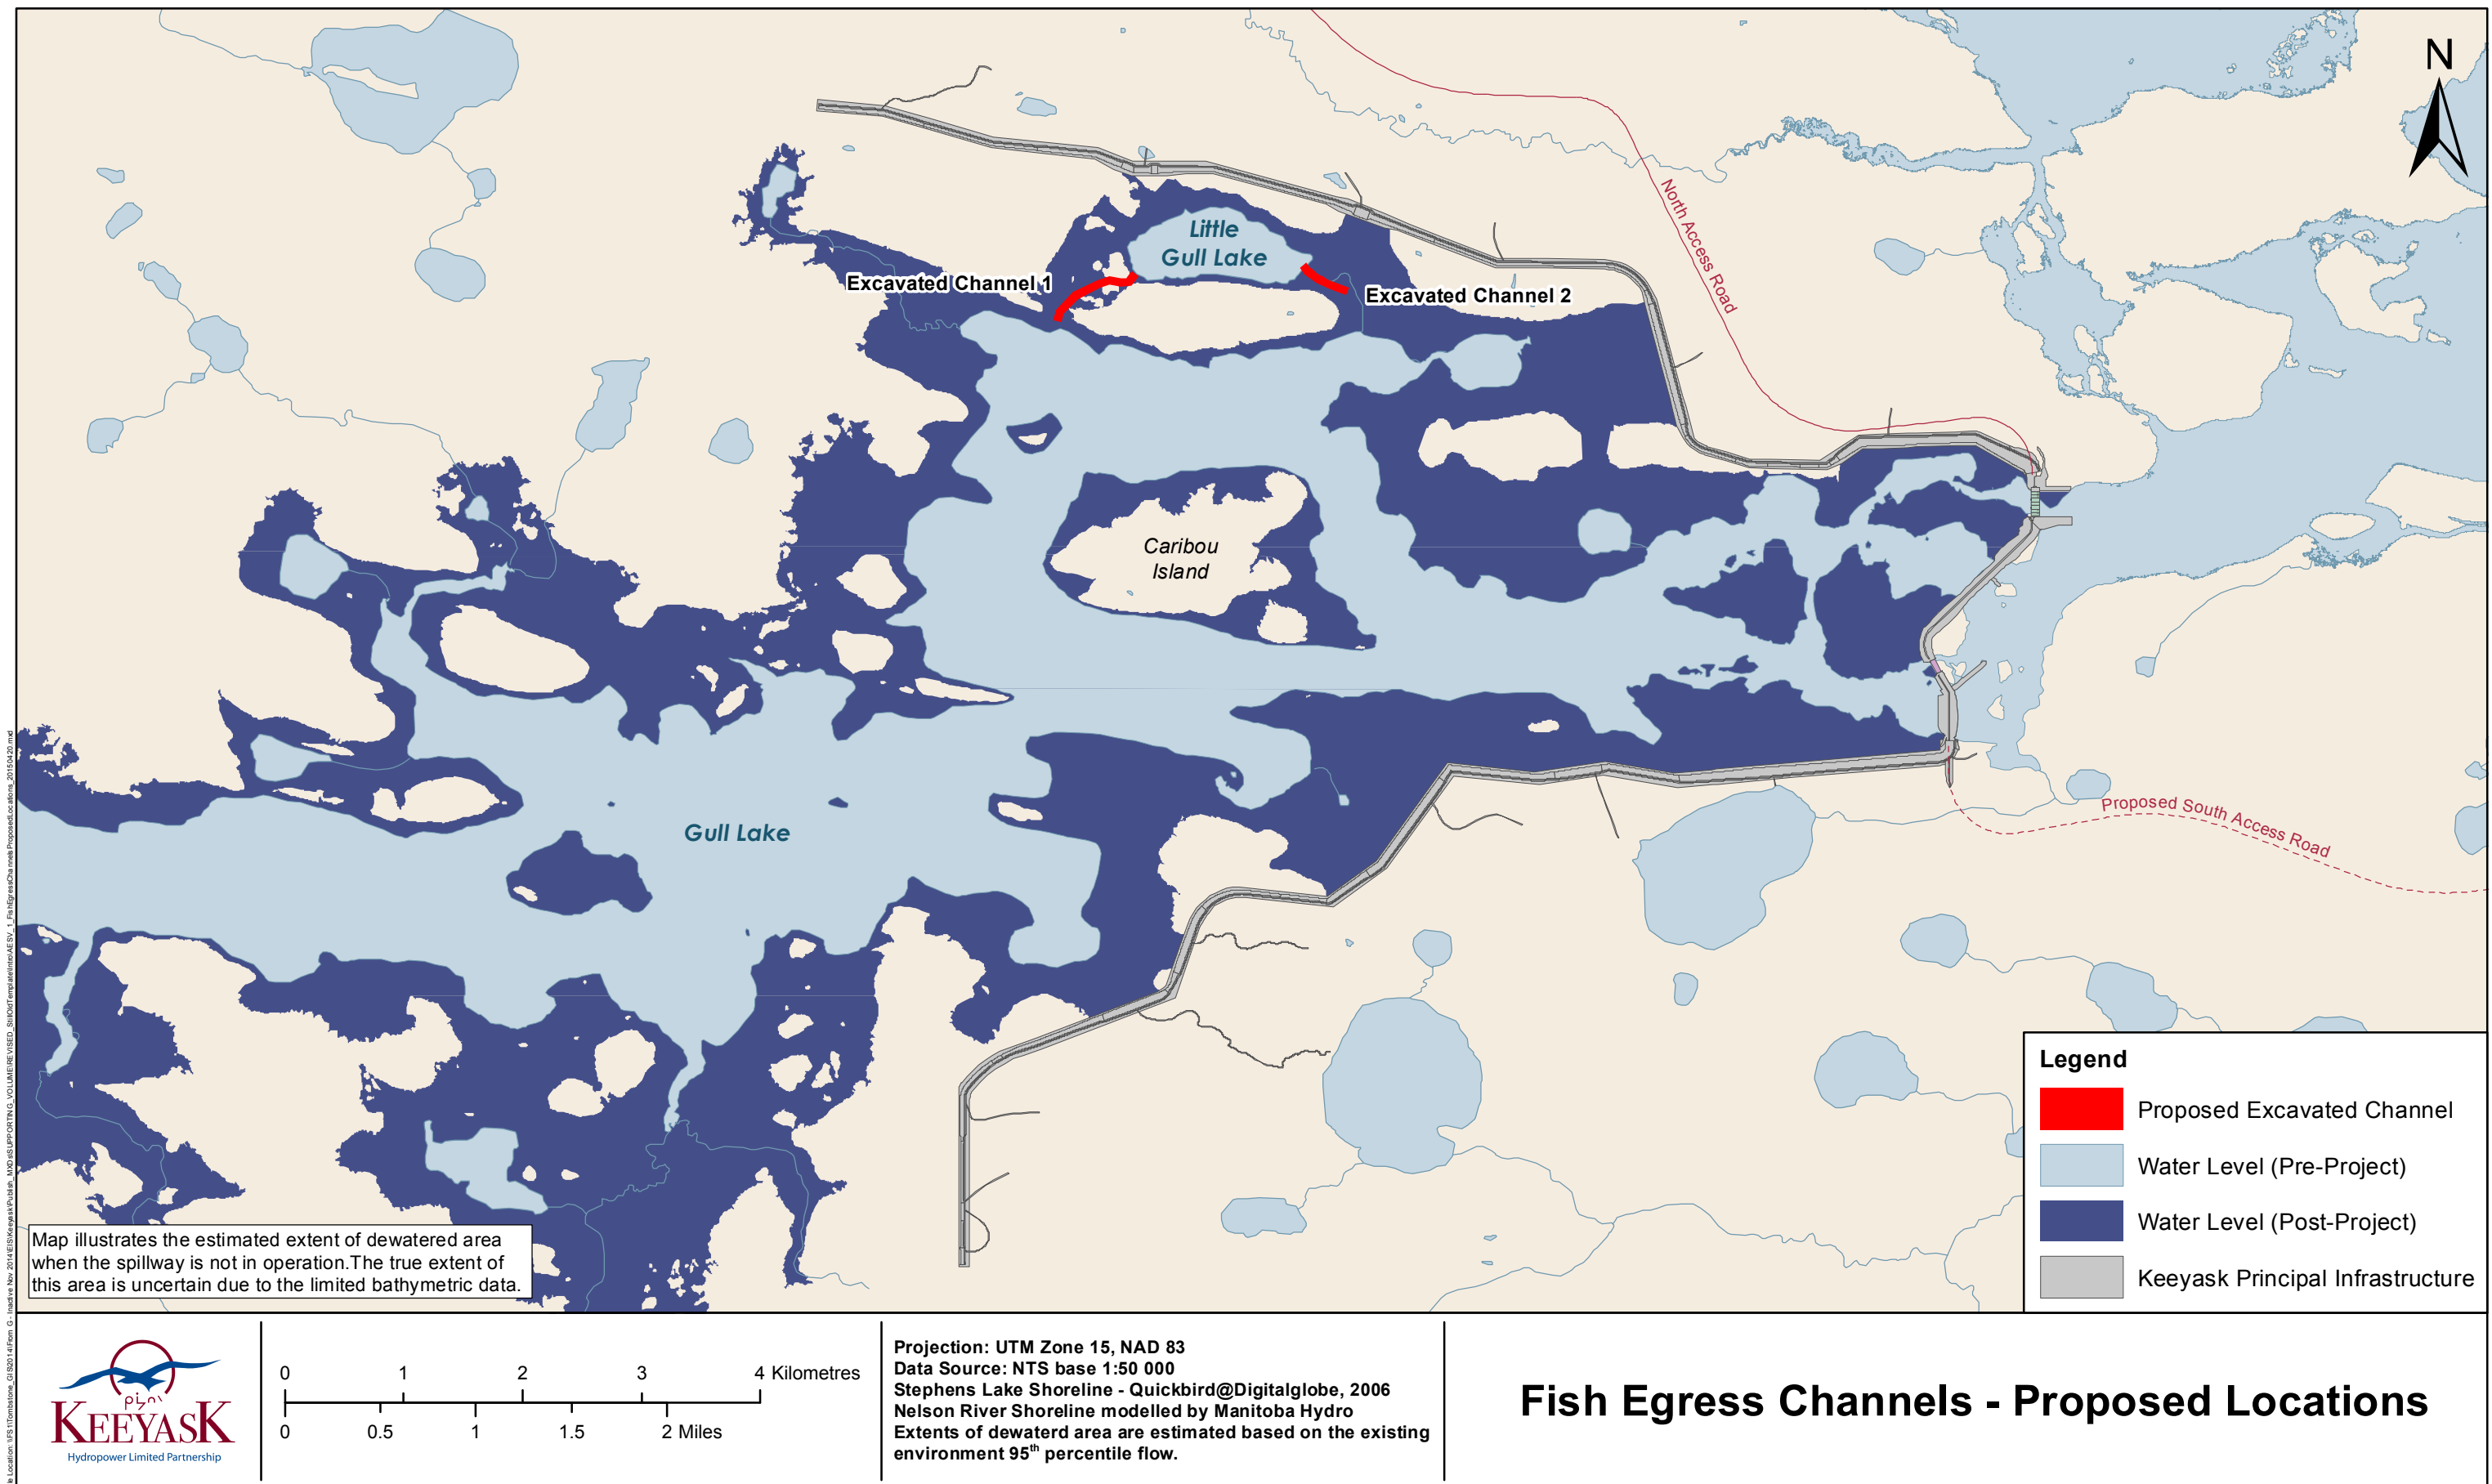 N
North Access Road
Little
Gull Lake
Excavated Channel 1
Excavated Channel 2
Caribou
Island
Gull Lake
Proposed South Access Road
Legend
Proposed Excavated Channel
Water Level (Pre-Project)
Water Level (Post-Project)
Keeyask Principal Infrastructure
Map illustrates the estimated extent of dewatered area
when the spillway is not in operation.The true extent of
this area is uncertain due to the limited bathymetric data.
KEEYASK
Hydropower Limited Partnership
0 1 2 3 4 Kilometres
0 0.5 1 1.5 2 Miles
Projection: UTM Zone 15, NAD 83
Data Source: NTS base 1:50 000
Stephens Lake Shoreline - Quickbird@Digitalglobe, 2006
Nelson River Shoreline modelled by Manitoba Hydro
Extents of dewaterd area are estimated based on the existing
environment 95th percentile flow.
Fish Egress Channels - Proposed Locations